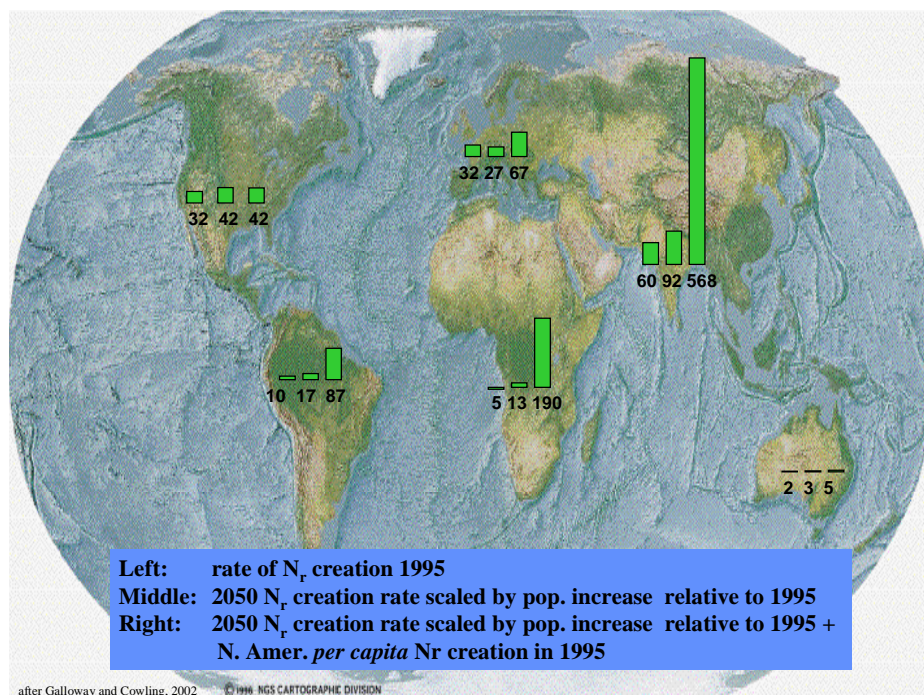 32 27 67
32 42 42
60 92 568
10 17 87
5 13 190
2 3 5
Left: rate of Nr creation 1995
Middle: 2050 Nr creation rate scaled by pop. increase relative to 1995
Right: 2050 Nr creation rate scaled by pop. increase relative to 1995 +
N. Amer. per capita Nr creation in 1995
after Galloway and Cowling, 2002 © 1996 NGS CARTOGRAPHIC DIVISION